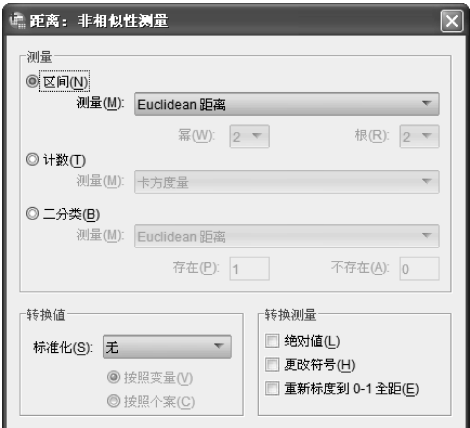 距离：非相似性测量
测量
区间(N)
测量(M): Euclidean 距离
幂(W): 2 根(R): 2
计数(T)
测量(M): 卡方度量
二分类(B)
测量(M): Euclidean 距离
存在(P): 1 不存在(A): 0
转换值
标准化(S): 无
按照变量(V)
按照个案(C)
转换测量
绝对值(L)
更改符号(H)
重新标度到 0-1 全距(E)